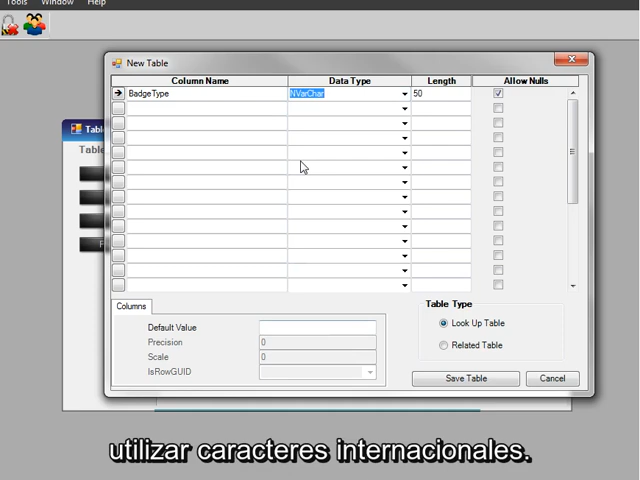 Tools Window Help
New Table
Column Name Data Type Length Allow Nulls
BadgeType NVarChar 50
Table
Table
F
Columns
Default Value
Precision 0
Scale 0
IsRowGUID
Table Type
Look Up Table
Related Table
Save Table Cancel
utilizar caracteres internacionales.